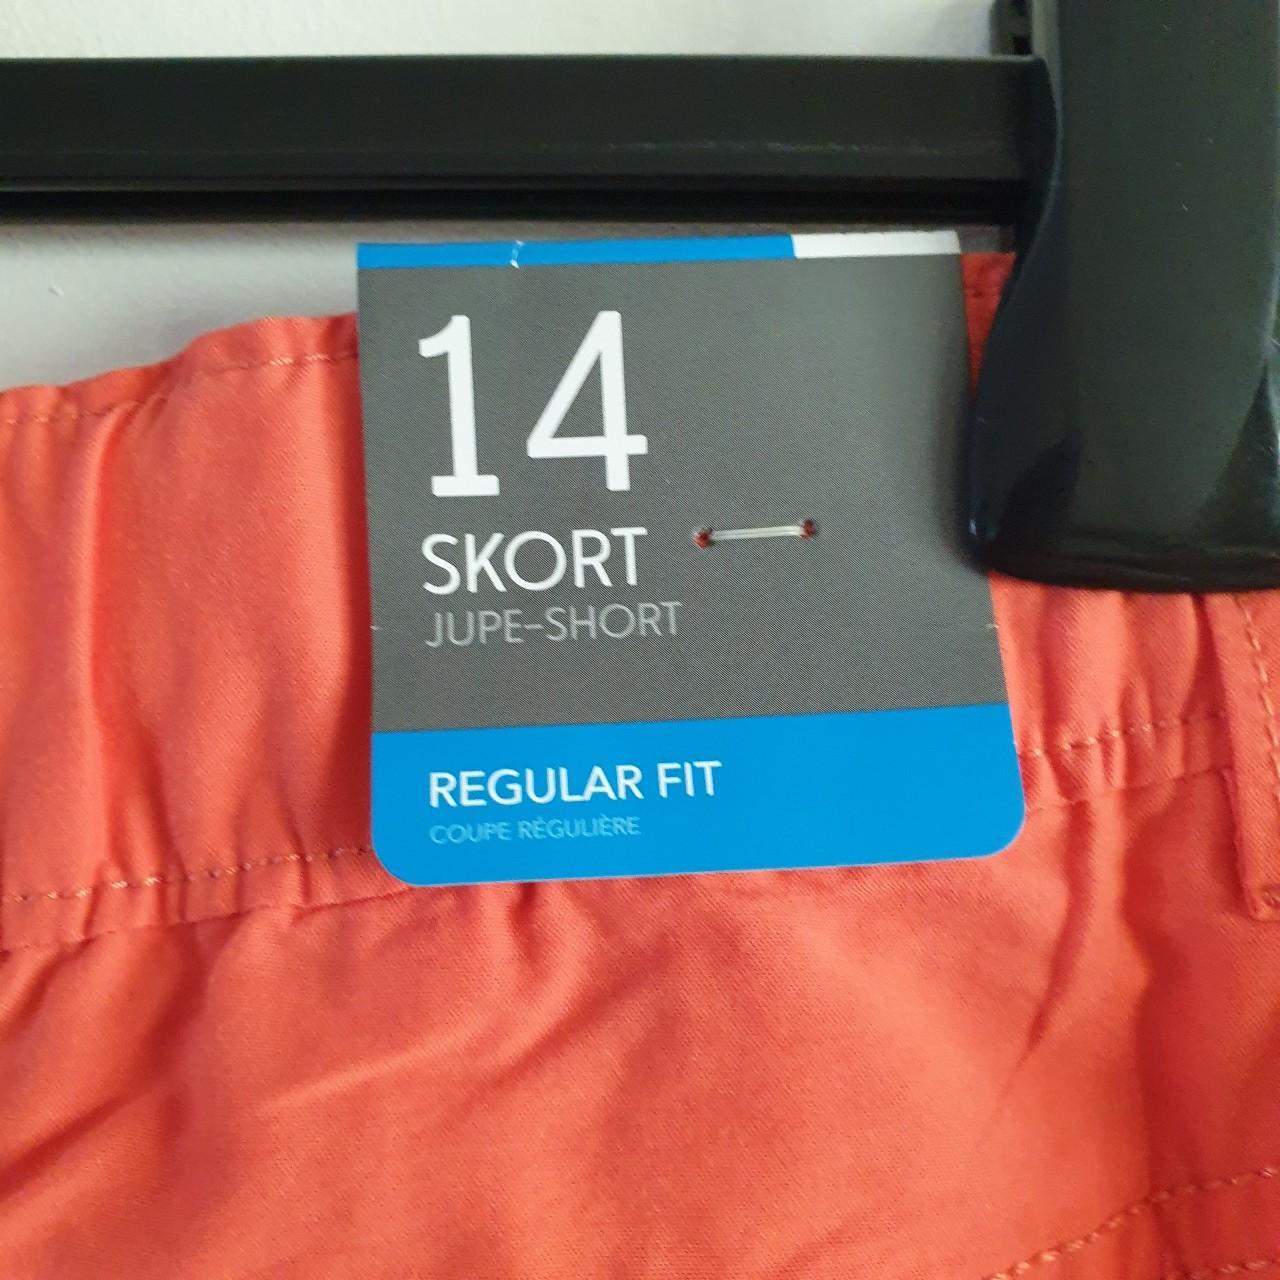 14
SKORT
JUPE-SHORT
REGULAR FIT
COUPE RÉGULIÈRE